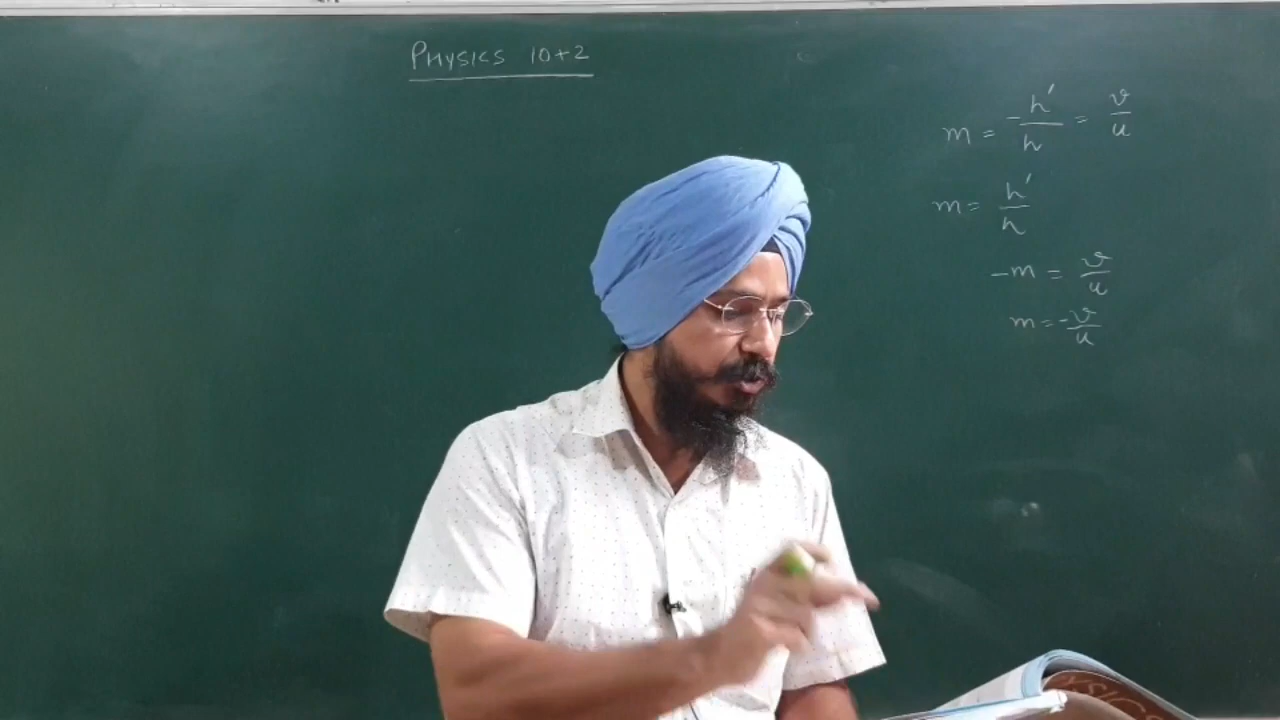 PHYSICS 10+2
m = -h'/h = v/u
m = h'/h
-m = v/u
m = -v/u